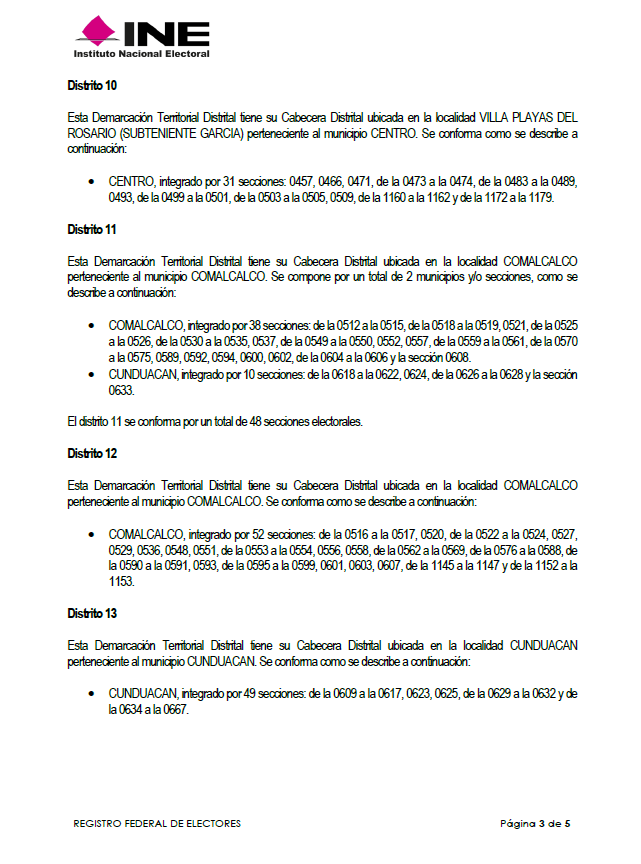 INE
Instituto Nacional Electoral
Distrito 10
Esta Demarcación Territorial Distrital tiene su Cabecera Distrital ubicada en la localidad VILLA PLAYAS DEL
ROSARIO (SUBTENIENTE GARCIA) perteneciente al municipio CENTRO. Se conforma como se describe a
continuación:
• CENTRO, integrado por 31 secciones: 0457, 0466, 0471, de la 0473 a la 0474, de la 0483 a la 0489,
0493, de la 0499 a la 0501, de la 0503 a la 0505, 0509, de la 1160 a la 1162 y de la 1172 a la 1179.
Distrito 11
Esta Demarcación Territorial Distrital tiene su Cabecera Distrital ubicada en la localidad COMALCALCO
perteneciente al municipio COMALCALCO. Se compone por un total de 2 municipios y/o secciones, como se
describe a continuación:
• COMALCALCO, integrado por 38 secciones: de la 0512 a la 0515, de la 0518 a la 0519, 0521, de la 0525
a la 0526, de la 0530 a la 0535, 0537, de la 0549 a la 0550, 0552, 0557, de la 0559 a la 0561, de la 0570
a la 0575, 0589, 0592, 0594, 0600, 0602, de la 0604 a la 0606 y la sección 0608.
• CUNDUACAN, integrado por 10 secciones: de la 0618 a la 0622, 0624, de la 0626 a la 0628 y la sección
0633.
El distrito 11 se conforma por un total de 48 secciones electorales.
Distrito 12
Esta Demarcación Territorial Distrital tiene su Cabecera Distrital ubicada en la localidad COMALCALCO
perteneciente al municipio COMALCALCO. Se conforma como se describe a continuación:
• COMALCALCO, integrado por 52 secciones: de la 0516 a la 0517, 0520, de la 0522 a la 0524, 0527,
0529, 0536, 0548, 0551, de la 0553 a la 0554, 0556, 0558, de la 0562 a la 0569, de la 0576 a la 0588, de
la 0590 a la 0591, 0593, de la 0595 a la 0599, 0601, 0603, 0607, de la 1145 a la 1147 y de la 1152 a la
1153.
Distrito 13
Esta Demarcación Territorial Distrital tiene su Cabecera Distrital ubicada en la localidad CUNDUACAN
perteneciente al municipio CUNDUACAN. Se conforma como se describe a continuación:
• CUNDUACAN, integrado por 49 secciones: de la 0609 a la 0617, 0623, 0625, de la 0629 a la 0632 y de
la 0634 a la 0667.
REGISTRO FEDERAL DE ELECTORES Página 3 de 5